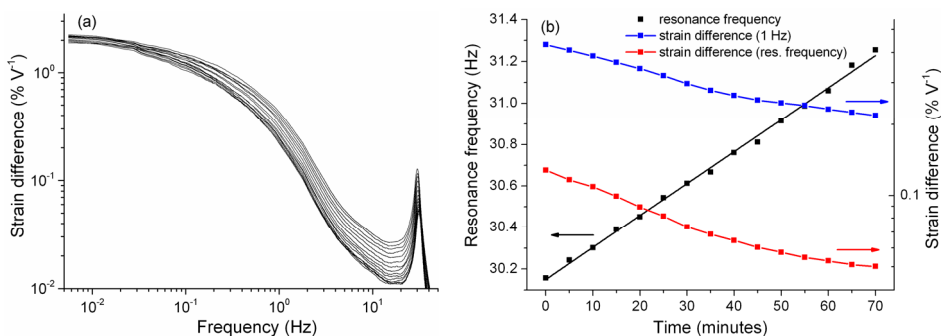 (a)
Strain difference (% V⁻¹)
10⁰
10⁻¹
10⁻²
10⁻²
10⁻¹
10⁰
10¹
Frequency (Hz)
(b)
resonance frequency
strain difference (1 Hz)
strain difference (res. frequency)
Resonance frequency (Hz)
31.4
31.2
31.0
30.8
30.6
30.4
30.2
0.1
Strain difference (% V⁻¹)
0 10 20 30 40 50 60 70
Time (minutes)